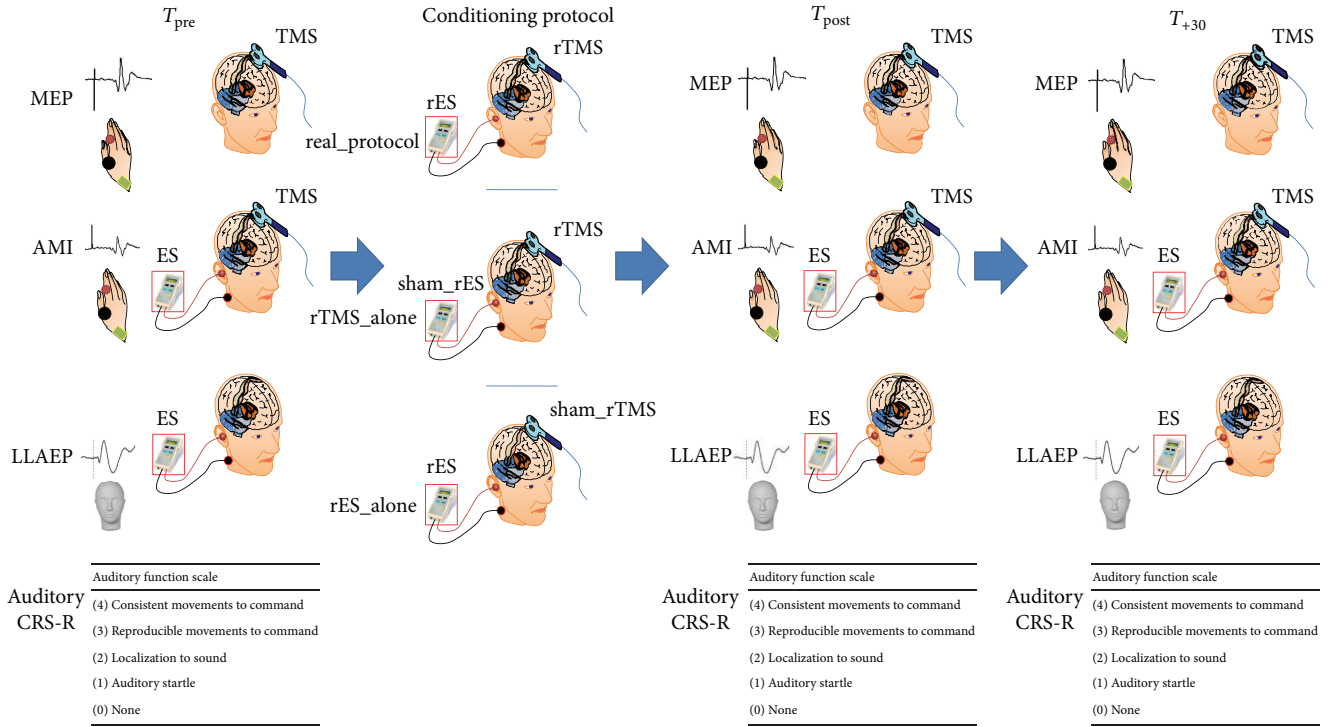 T_pre
Conditioning protocol
T_post
T_+30
TMS
MEP
rTMS
rES
real_protocol
TMS
MEP
TMS
MEP
TMS
AMI
ES
rTMS
sham_rES
rTMS_alone
TMS
AMI
ES
TMS
AMI
ES
ES
LLAEP
sham_rTMS
rES
rES_alone
ES
LLAEP
ES
LLAEP
Auditory CRS-R
Auditory function scale
(4) Consistent movements to command
(3) Reproducible movements to command
(2) Localization to sound
(1) Auditory startle
(0) None
Auditory CRS-R
Auditory function scale
(4) Consistent movements to command
(3) Reproducible movements to command
(2) Localization to sound
(1) Auditory startle
(0) None
Auditory CRS-R
Auditory function scale
(4) Consistent movements to command
(3) Reproducible movements to command
(2) Localization to sound
(1) Auditory startle
(0) None